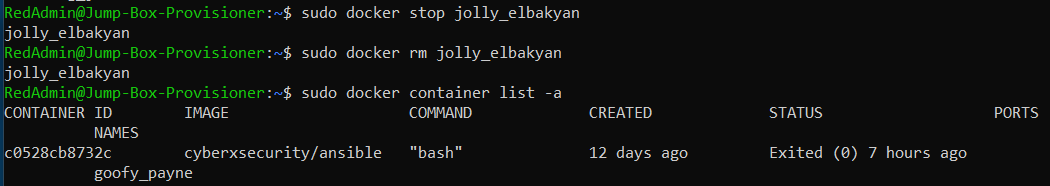 RedAdmin@Jump-Box-Provisioner:~$ sudo docker stop jolly_elbakyan
jolly_elbakyan
RedAdmin@Jump-Box-Provisioner:~$ sudo docker rm jolly_elbakyan
jolly_elbakyan
RedAdmin@Jump-Box-Provisioner:~$ sudo docker container list -a
CONTAINER ID IMAGE COMMAND CREATED STATUS PORTS
NAMES
c0528cb8732c cyberxsecurity/ansible "bash" 12 days ago Exited (0) 7 hours ago
goofy_payne